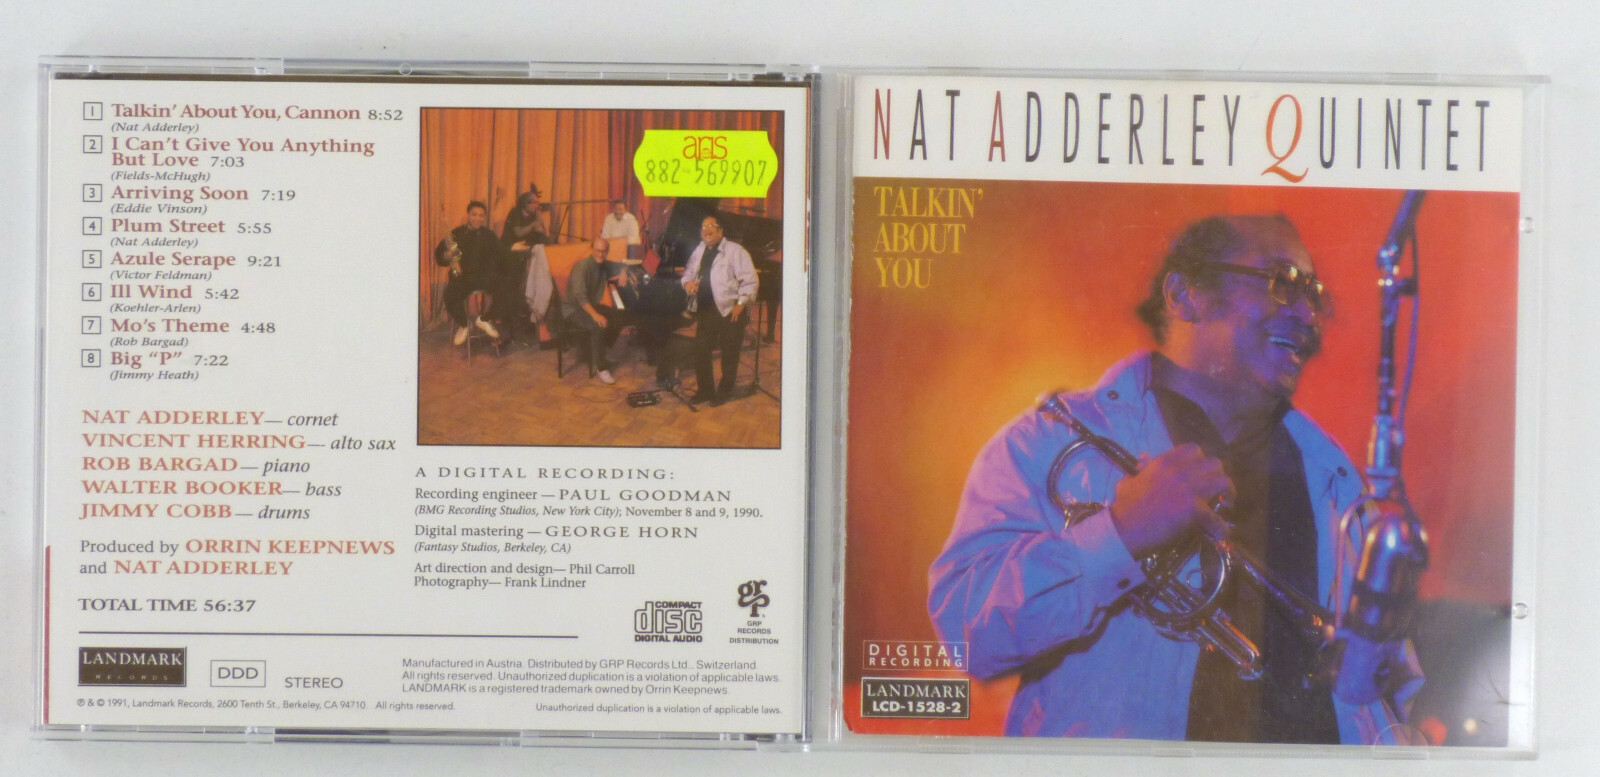 1 Talkin' About You, Cannon 8:52
(Nat Adderley)
2 I Can't Give You Anything
But Love 7:03
(Fields-McHugh)
3 Arriving Soon 7:19
(Eddie Vinson)
4 Plum Street 5:55
(Nat Adderley)
5 Azule Serape 9:21
(Victor Feldman)
6 Ill Wind 5:42
(Koehler-Arlen)
7 Mo's Theme 4:48
(Rob Bargad)
8 Big "P" 7:22
(Jimmy Heath)
NAT ADDERLEY—cornet
VINCENT HERRING—alto sax
ROB BARGAD—piano
WALTER BOOKER—bass
JIMMY COBB—drums
Produced by ORRIN KEEPNEWS
and NAT ADDERLEY
TOTAL TIME 56:37
aris
882-569907
A DIGITAL RECORDING:
Recording engineer—PAUL GOODMAN
(BMG Recording Studios, New York City); November 8 and 9, 1990.
Digital mastering—GEORGE HORN
(Fantasy Studios, Berkeley, CA)
Art direction and design—Phil Carroll
Photography—Frank Lindner
COMPACT
disc
DIGITAL AUDIO
grp
GRP
RECORDS
DISTRIBUTION
LANDMARK
RECORDS
DDD
STEREO
Manufactured in Austria. Distributed by GRP Records Ltd., Switzerland.
All rights reserved. Unauthorized duplication is a violation of applicable laws.
LANDMARK is a registered trademark owned by Orrin Keepnews.
℗ & © 1991, Landmark Records, 2600 Tenth St., Berkeley, CA 94710. All rights reserved.
Unauthorized duplication is a violation of applicable laws.
NAT ADDERLEY QUINTET
TALKIN'
ABOUT
YOU
DIGITAL
RECORDING
LANDMARK
LCD-1528-2